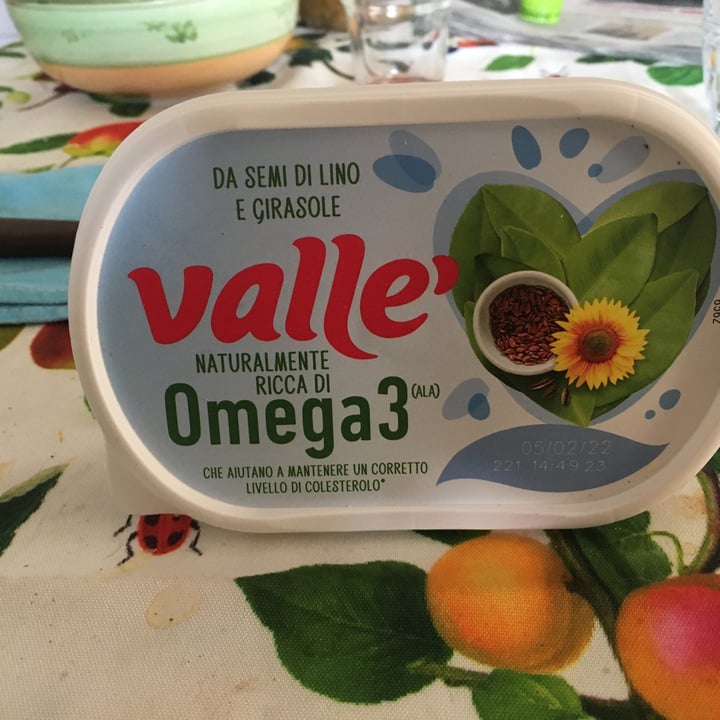 DA SEMI DI LINO
E GIRASOLE
valle'
NATURALMENTE
RICCA DI
Omega3 (ALA)
CHE AIUTANO A MANTENERE UN CORRETTO
LIVELLO DI COLESTEROLO*
05/02/22
221 14:49 23